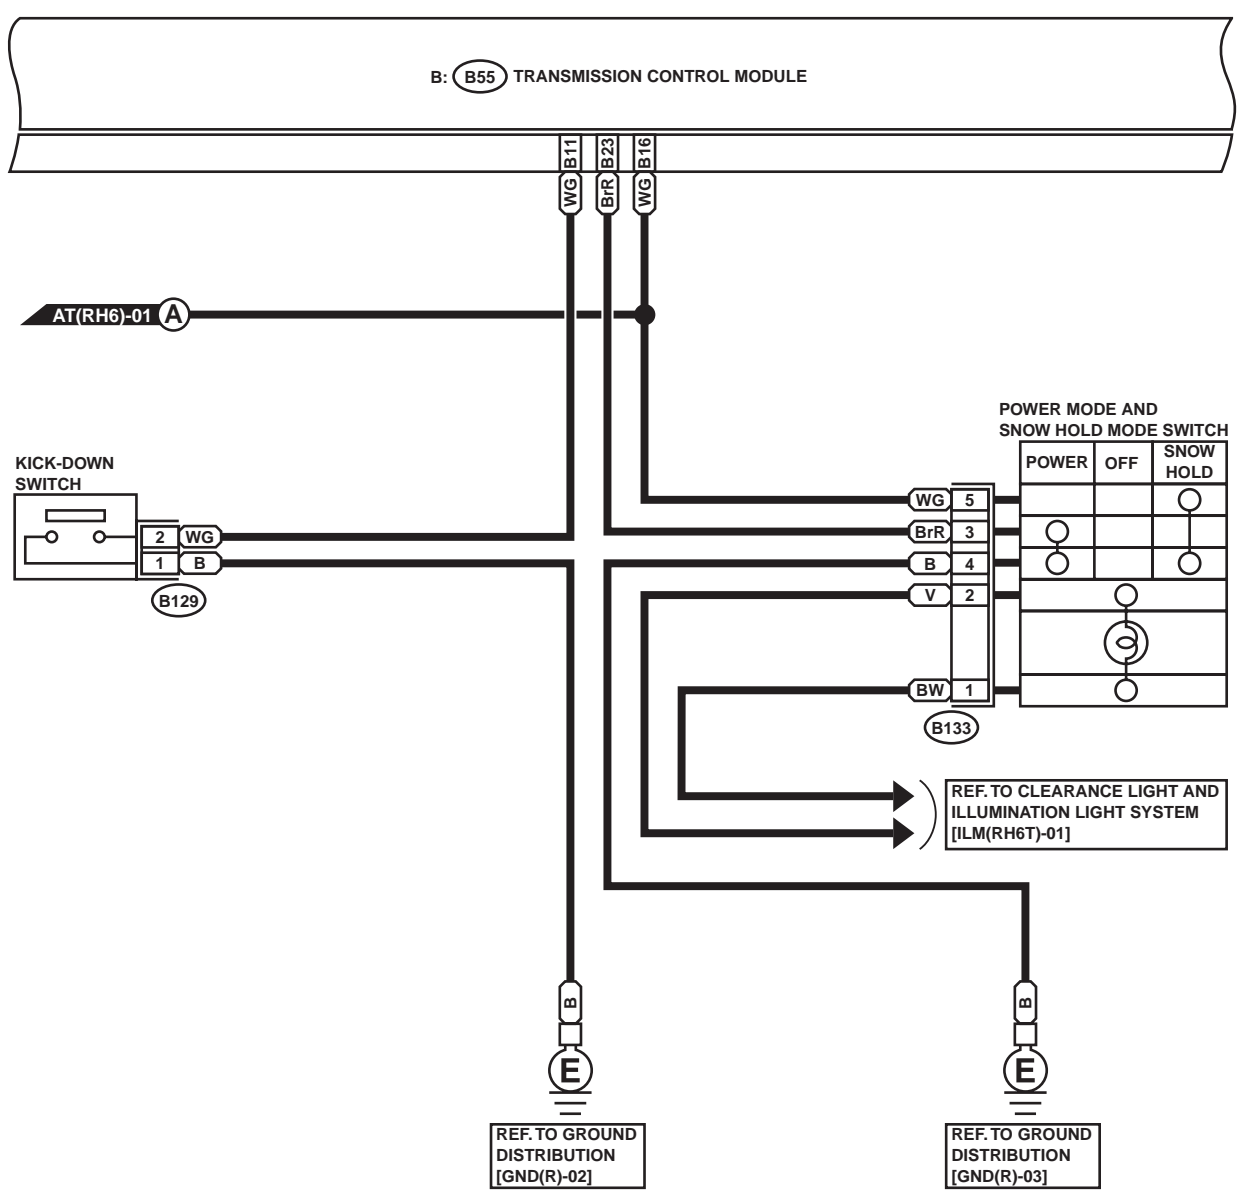 B: B55 TRANSMISSION CONTROL MODULE
B11 B23 B16
WG BrR WG
AT(RH6)-01 A
POWER MODE AND
SNOW HOLD MODE SWITCH
POWER OFF SNOW
HOLD
KICK-DOWN
SWITCH
2 WG
1 B
B129
WG 5
BrR 3
B 4
V 2
BW 1
B133
REF. TO CLEARANCE LIGHT AND
ILLUMINATION LIGHT SYSTEM
[ILM(RH6T)-01]
B
E
REF. TO GROUND
DISTRIBUTION
[GND(R)-02]
B
E
REF. TO GROUND
DISTRIBUTION
[GND(R)-03]